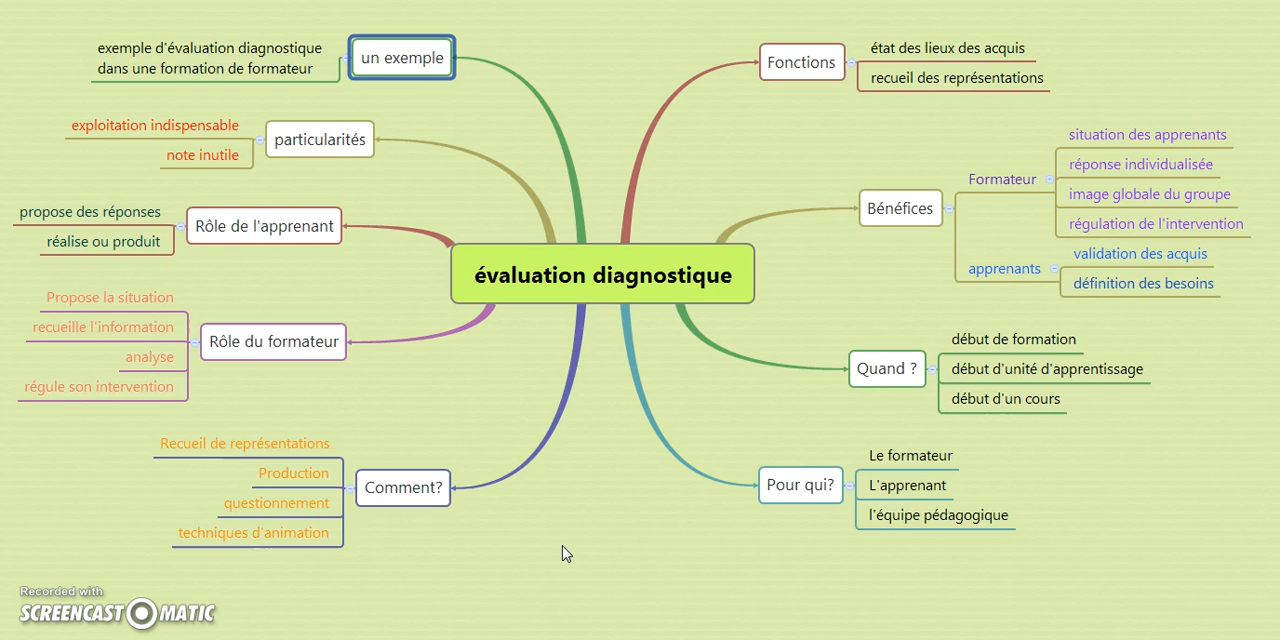 évaluation diagnostique
Fonctions
état des lieux des acquis
recueil des représentations
Bénéfices
Formateur
situation des apprenants
réponse individualisée
image globale du groupe
régulation de l'intervention
apprenants
validation des acquis
définition des besoins
Quand ?
début de formation
début d'unité d'apprentissage
début d'un cours
Pour qui?
Le formateur
L'apprenant
l'équipe pédagogique
Comment?
Recueil de représentations
Production
questionnement
techniques d'animation
Rôle du formateur
Propose la situation
recueille l'information
analyse
régule son intervention
Rôle de l'apprenant
propose des réponses
réalise ou produit
particularités
exploitation indispensable
note inutile
un exemple
exemple d'évaluation diagnostique
dans une formation de formateur
Recorded with
SCREENCAST MATIC